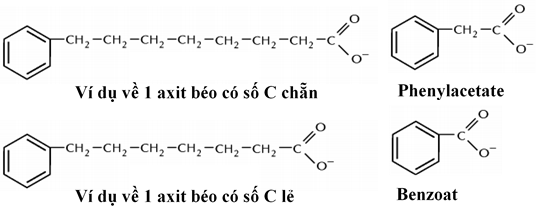 O
CH₂–CH₂–CH₂–CH₂–CH₂–CH₂–CH₂–C
O⁻
Ví dụ về 1 axit béo có số C chẵn
O
CH₂–C
O⁻
Phenylacetate
O
CH₂–CH₂–CH₂–CH₂–CH₂–CH₂–C
O⁻
Ví dụ về 1 axit béo có số C lẻ
O
C
O⁻
Benzoat